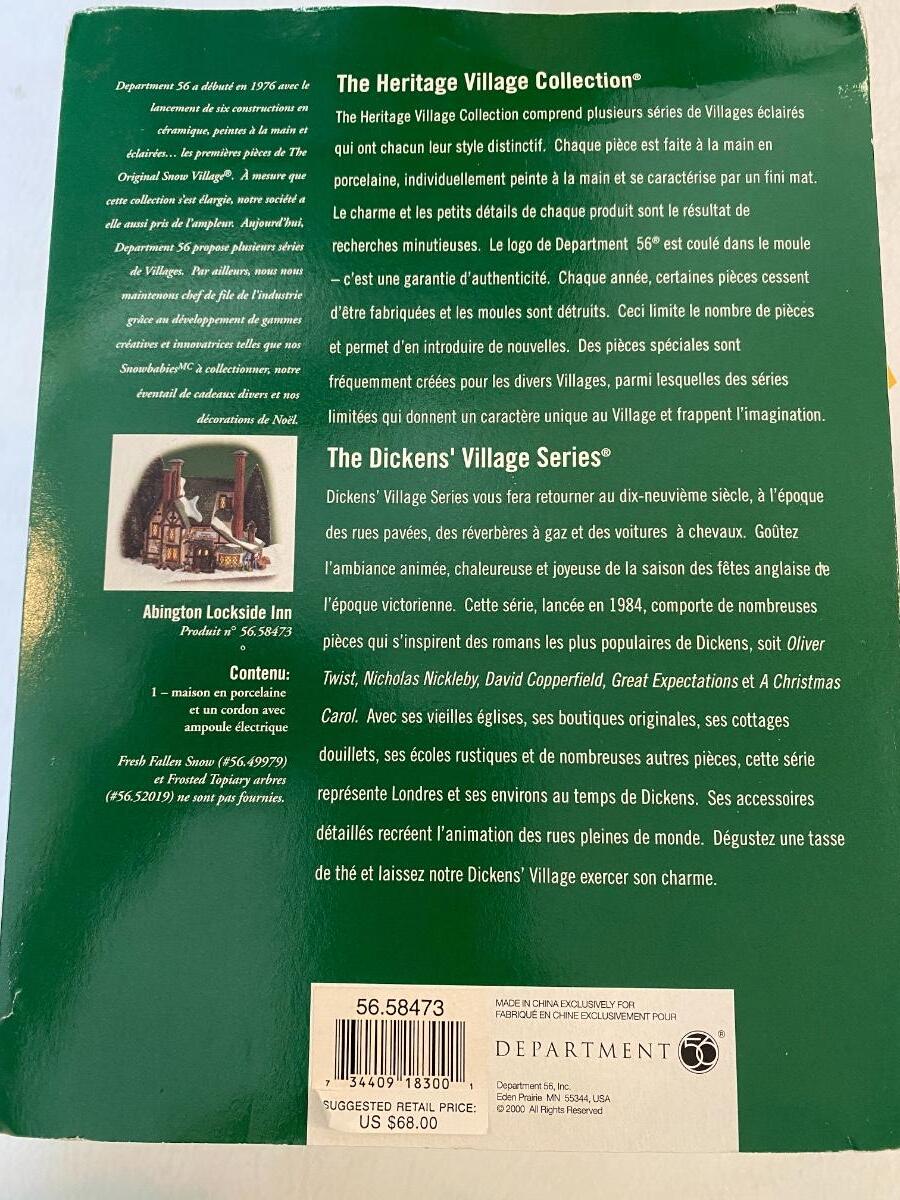 Department 56 a débuté en 1976 avec le
lancement de six constructions en
céramique, peintes à la main et
éclairées... les premières pièces de The
Original Snow Village®. À mesure que
cette collection s'est élargie, notre société a
elle aussi pris de l'ampleur. Aujourd'hui,
Department 56 propose plusieurs séries
de Villages. Par ailleurs, nous nous
maintenons chef de file de l'industrie
grâce au développement de gammes
créatives et innovatrices telles que nos
Snowbabies MC à collectionner, notre
éventail de cadeaux divers et nos
décorations de Noël.
Abington Lockside Inn
Produit n° 56.58473
Contenu:
1 – maison en porcelaine
et un cordon avec
ampoule électrique
Fresh Fallen Snow (#56.49979)
et Frosted Topiary arbres
(#56.52019) ne sont pas fournies.
The Heritage Village Collection®
The Heritage Village Collection comprend plusieurs séries de Villages éclairés
qui ont chacun leur style distinctif. Chaque pièce est faite à la main en
porcelaine, individuellement peinte à la main et se caractérise par un fini mat.
Le charme et les petits détails de chaque produit sont le résultat de
recherches minutieuses. Le logo de Department 56® est coulé dans le moule
– c'est une garantie d'authenticité. Chaque année, certaines pièces cessent
d'être fabriquées et les moules sont détruits. Ceci limite le nombre de pièces
et permet d'en introduire de nouvelles. Des pièces spéciales sont
fréquemment créées pour les divers Villages, parmi lesquelles des séries
limitées qui donnent un caractère unique au Village et frappent l'imagination.
The Dickens' Village Series®
Dickens' Village Series vous fera retourner au dix-neuvième siècle, à l'époque
des rues pavées, des réverbères à gaz et des voitures à chevaux. Goûtez
l'ambiance animée, chaleureuse et joyeuse de la saison des fêtes anglaise de
l'époque victorienne. Cette série, lancée en 1984, comporte de nombreuses
pièces qui s'inspirent des romans les plus populaires de Dickens, soit Oliver
Twist, Nicholas Nickleby, David Copperfield, Great Expectations et A Christmas
Carol. Avec ses vieilles églises, ses boutiques originales, ses cottages
douillets, ses écoles rustiques et de nombreuses autres pièces, cette série
représente Londres et ses environs au temps de Dickens. Ses accessoires
détaillés recréent l'animation des rues pleines de monde. Dégustez une tasse
de thé et laissez notre Dickens' Village exercer son charme.
56.58473
7 34409 18300 1
SUGGESTED RETAIL PRICE:
US $68.00
MADE IN CHINA EXCLUSIVELY FOR
FABRIQUÉ EN CHINE EXCLUSIVEMENT POUR
DEPARTMENT 56®
Department 56, Inc.
Eden Prairie MN 55344, USA
© 2000 All Rights Reserved